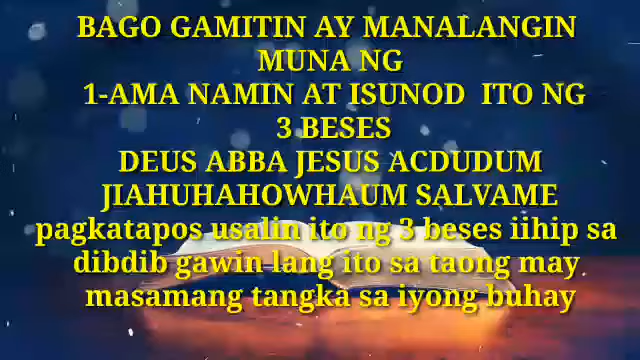 BAGO GAMITIN AY MANALANGIN
MUNA NG
1-AMA NAMIN AT ISUNOD ITO NG
3 BESES
DEUS ABBA JESUS ACDUDUM
JIAHUHAHOWHAUM SALVAME
pagkatapos usalin ito ng 3 beses iihip sa
dibdib gawin lang ito sa taong may
masamang tangka sa iyong buhay